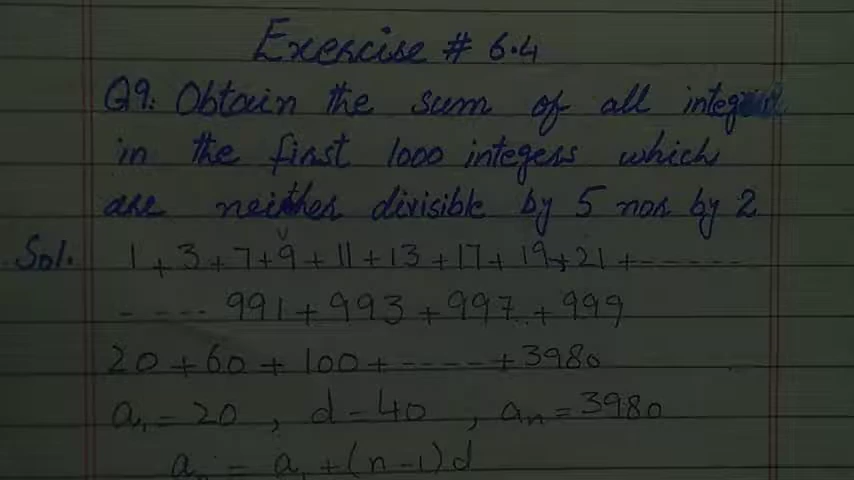 Exercise # 6.4
Q9: Obtain the sum of all integ
in the first 1000 integers which
are neither divisible by 5 nor by 2
Sol. 1 + 3 + 7 + 9 + 11 + 13 + 17 + 19 + 21 + ------
- - - - - 991 + 993 + 997 + 999
20 + 60 + 100 + ----- + 3980
a₁ = 20 , d = 40 , aₙ = 3980
aₙ = a₁ + (n-1)d